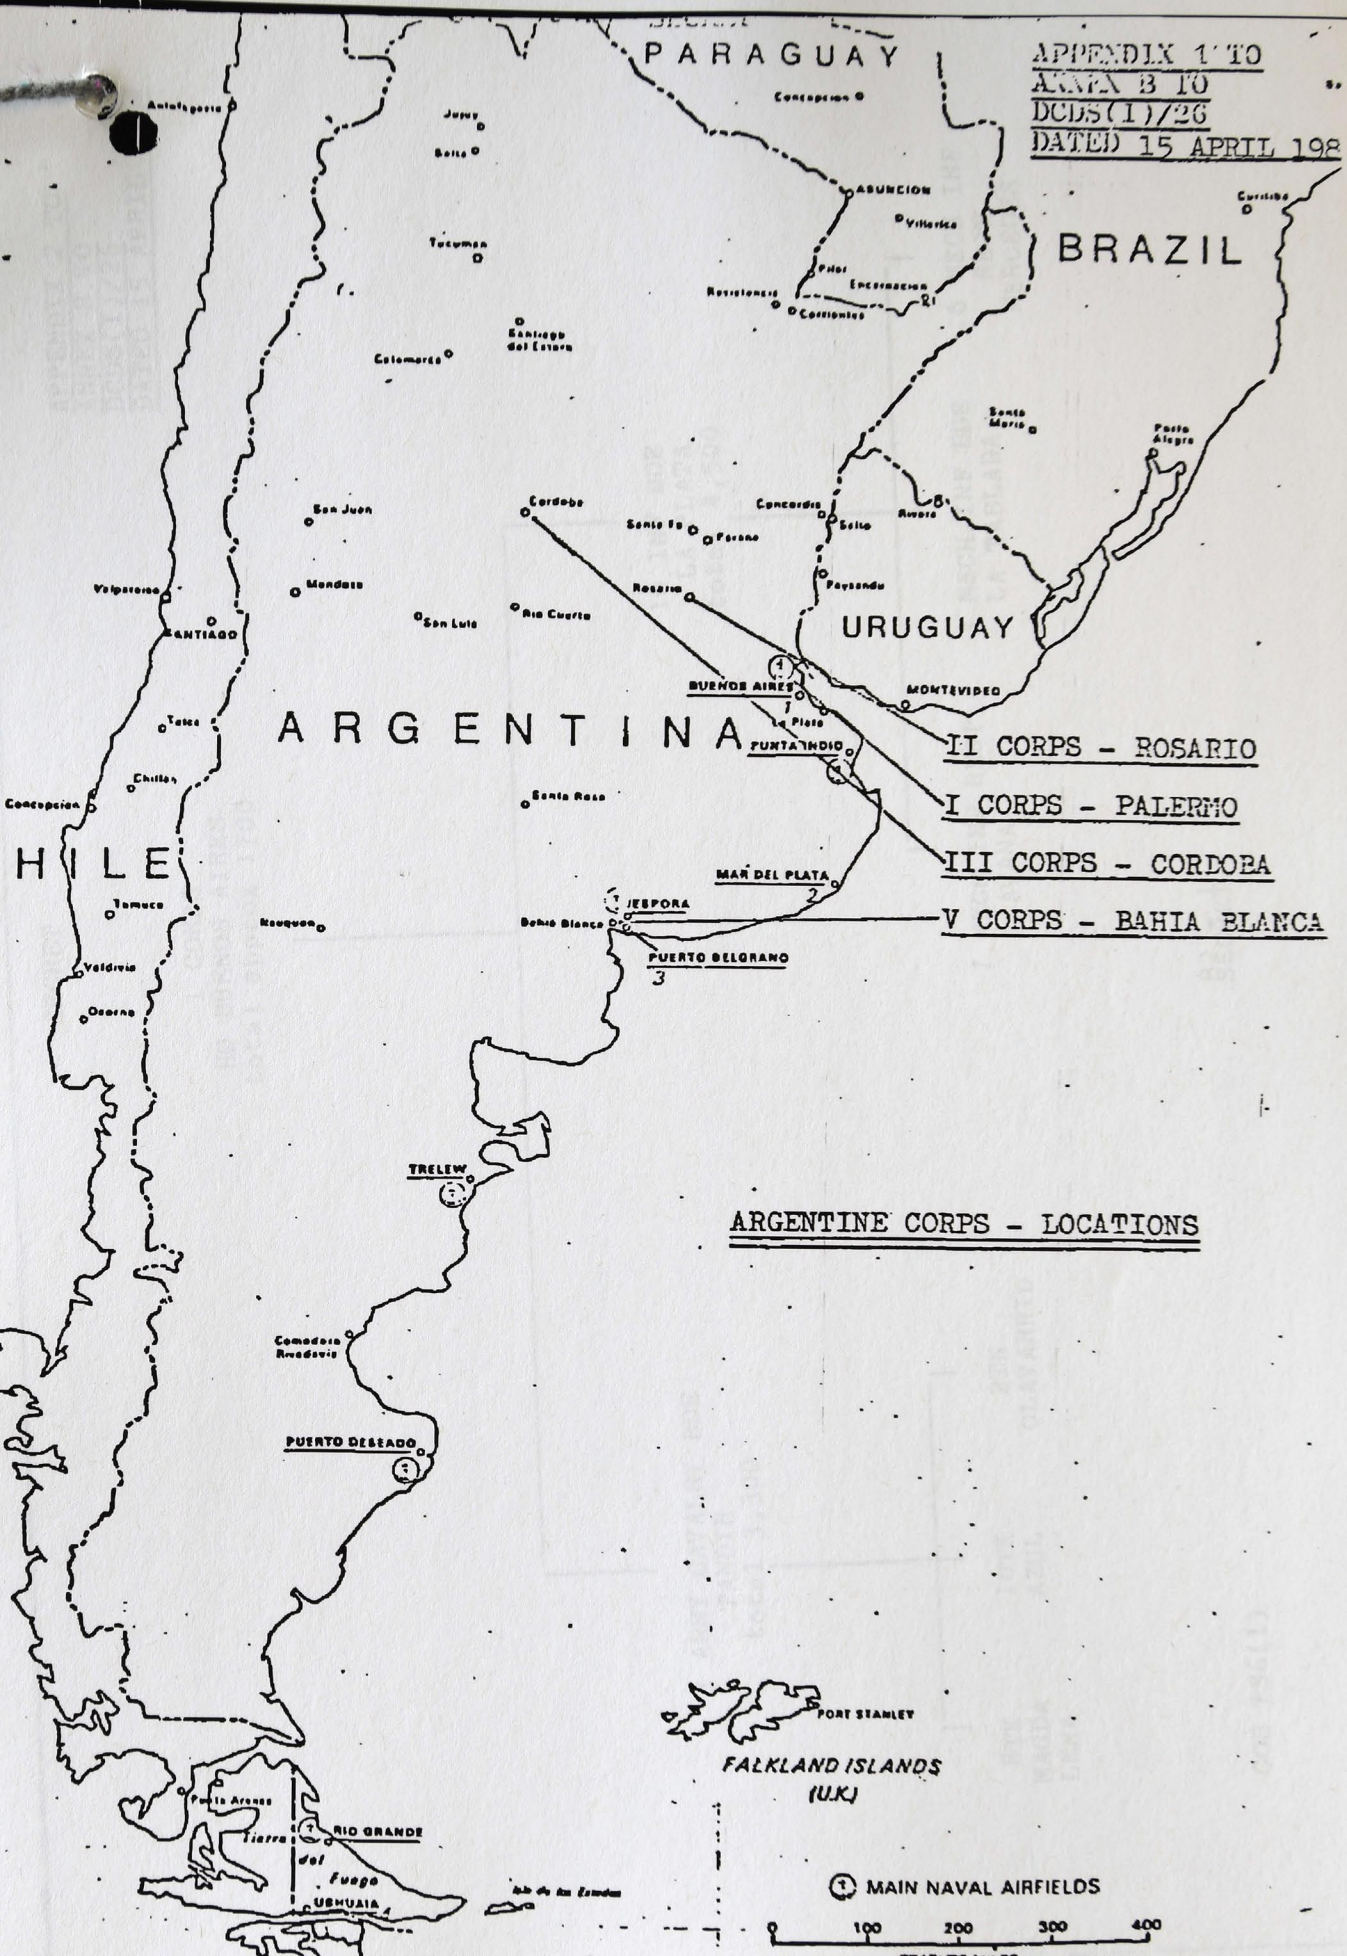 PARAGUAY
APPENDIX 1 TO
ANNEX B TO
DCDS(I)/26
DATED 15 APRIL 198
Antofagasta
Concepcion
Jujuy
Salta
ASUNCION
Villarica
Curitiba
BRAZIL
Tucuman
Pilar
Encarnacion
Resistencia
Corrientes
Santiago
del Estero
Catamarca
Santa
Maria
Porto
Alegre
San Juan
Cordoba
Concordia
Salto
Rivera
Santa Fe
Parana
Valparaiso
Mendoza
Rosario
Paysandu
SANTIAGO
San Luis
Rio Cuarto
URUGUAY
BUENOS AIRES
MONTEVIDEO
Talca
ARGENTINA
La Plata
PUNTA INDIO
II CORPS - ROSARIO
Chillan
Concepcion
Santa Rosa
I CORPS - PALERMO
HILE
MAR DEL PLATA
2
III CORPS - CORDOBA
Temuco
Neuquen
ESPORA
Bahia Blanca
V CORPS - BAHIA BLANCA
PUERTO BELGRANO
3
Valdivia
Osorno
TRELEW
ARGENTINE CORPS - LOCATIONS
Comodoro
Rivadavia
PUERTO DESEADO
PORT STANLEY
FALKLAND ISLANDS
(U.K.)
Punta Arenas
Tierra
del
Fuego
RIO GRANDE
USHUAIA 4
Isla de los Estados
MAIN NAVAL AIRFIELDS
0 100 200 300 400